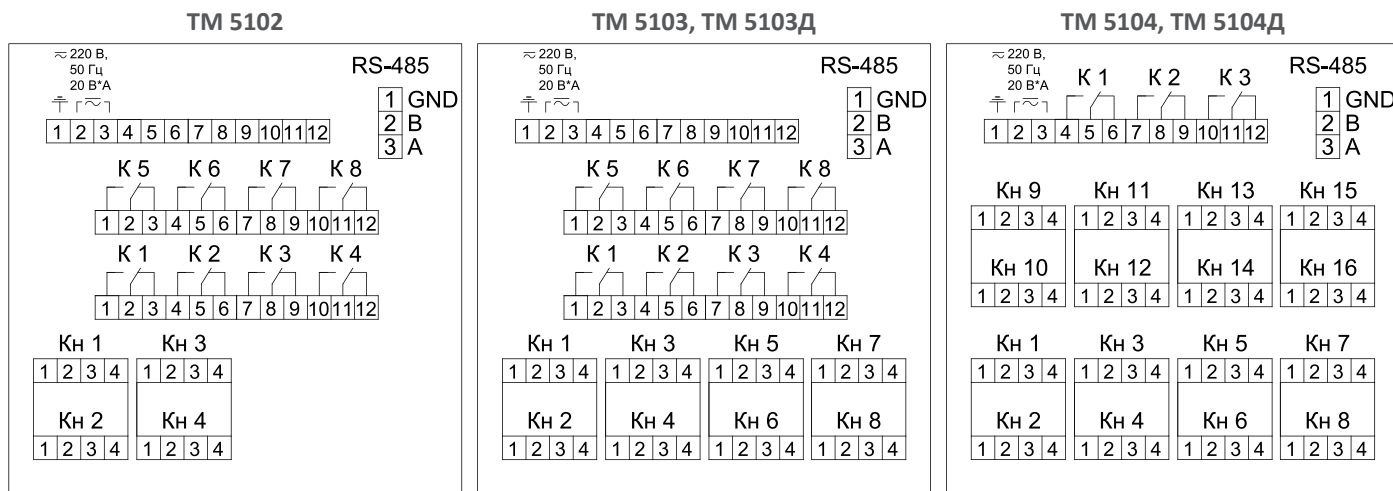 ТМ 5102
≂ 220 В,
50 Гц
20 В*А
RS-485
1 GND
2 B
3 A
1 2 3 4 5 6 7 8 9 10 11 12
К 5 К 6 К 7 К 8
1 2 3 4 5 6 7 8 9 10 11 12
К 1 К 2 К 3 К 4
1 2 3 4 5 6 7 8 9 10 11 12
Кн 1 Кн 3
1 2 3 4 1 2 3 4
Кн 2 Кн 4
1 2 3 4 1 2 3 4
ТМ 5103, ТМ 5103Д
≂ 220 В,
50 Гц
20 В*А
RS-485
1 GND
2 B
3 A
1 2 3 4 5 6 7 8 9 10 11 12
К 5 К 6 К 7 К 8
1 2 3 4 5 6 7 8 9 10 11 12
К 1 К 2 К 3 К 4
1 2 3 4 5 6 7 8 9 10 11 12
Кн 1 Кн 3 Кн 5 Кн 7
1 2 3 4 1 2 3 4 1 2 3 4 1 2 3 4
Кн 2 Кн 4 Кн 6 Кн 8
1 2 3 4 1 2 3 4 1 2 3 4 1 2 3 4
ТМ 5104, ТМ 5104Д
≂ 220 В,
50 Гц
20 В*А
К 1 К 2 К 3
RS-485
1 GND
2 B
3 A
1 2 3 4 5 6 7 8 9 10 11 12
Кн 9 Кн 11 Кн 13 Кн 15
1 2 3 4 1 2 3 4 1 2 3 4 1 2 3 4
Кн 10 Кн 12 Кн 14 Кн 16
1 2 3 4 1 2 3 4 1 2 3 4 1 2 3 4
Кн 1 Кн 3 Кн 5 Кн 7
1 2 3 4 1 2 3 4 1 2 3 4 1 2 3 4
Кн 2 Кн 4 Кн 6 Кн 8
1 2 3 4 1 2 3 4 1 2 3 4 1 2 3 4